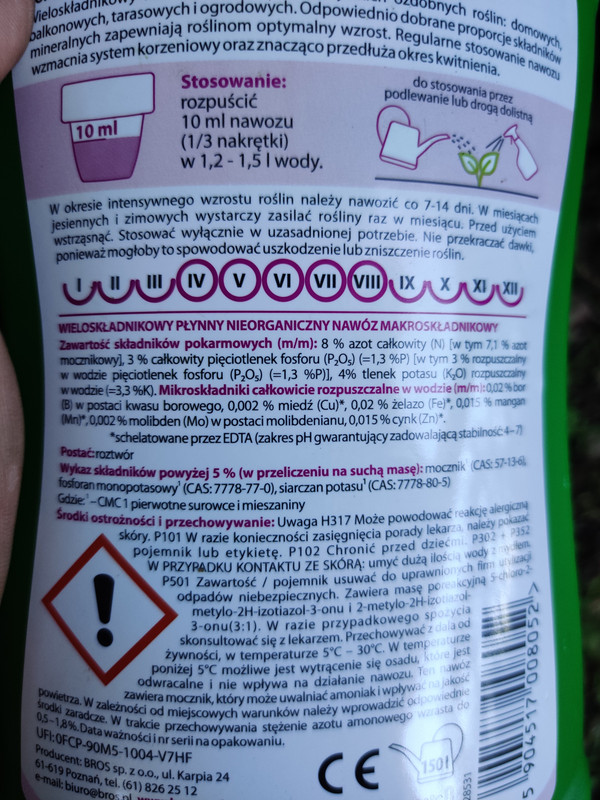 Wieloskładnikowy ozdobnych roślin: domowych,
balkonowych, tarasowych i ogrodowych. Odpowiednio dobrane proporcje składników
mineralnych zapewniają roślinom optymalny wzrost. Regularne stosowanie nawozu
wzmacnia system korzeniowy oraz znacząco przedłuża okres kwitnienia.
10 ml
Stosowanie:
rozpuścić
10 ml nawozu
(1/3 nakrętki)
w 1,2 - 1,5 l wody.
do stosowania przez
podlewanie lub drogą dolistną
W okresie intensywnego wzrostu roślin należy nawozić co 7-14 dni. W miesiącach
jesiennych i zimowych wystarczy zasilać rośliny raz w miesiącu. Przed użyciem
wstrząsnąć. Stosować wyłącznie w uzasadnionej potrzebie. Nie przekraczać dawki,
ponieważ mogłoby to spowodować uszkodzenie lub zniszczenie roślin.
I II III IV V VI VII VIII IX X XI XII
WIELOSKŁADNIKOWY PŁYNNY NIEORGANICZNY NAWÓZ MAKROSKŁADNIKOWY
Zawartość składników pokarmowych (m/m): 8 % azot całkowity (N) [w tym 7,1 % azot
mocznikowy], 3 % całkowity pięciotlenek fosforu (P₂O₅) (=1,3 %P) [w tym 3 % rozpuszczalny
w wodzie pięciotlenek fosforu (P₂O₅) (=1,3 %P)], 4% tlenek potasu (K₂O) rozpuszczalny
w wodzie (=3,3 %K). Mikroskładniki całkowicie rozpuszczalne w wodzie (m/m): 0,02 % bor
(B) w postaci kwasu borowego, 0,002 % miedź (Cu)*, 0,02 % żelazo (Fe)*, 0,015 % mangan
(Mn)*, 0,002 % molibden (Mo) w postaci molibdenianu, 0,015 % cynk (Zn)*.
*schelatowane przez EDTA (zakres pH gwarantujący zadowalającą stabilność: 4–7)
Postać: roztwór
Wykaz składników powyżej 5 % (w przeliczeniu na suchą masę): mocznik¹ (CAS: 57-13-6),
fosforan monopotasowy¹ (CAS: 7778-77-0), siarczan potasu¹ (CAS: 7778-80-5)
Gdzie: ¹ – CMC 1 pierwotne surowce i mieszaniny
Środki ostrożności i przechowywanie: Uwaga H317 Może powodować reakcję alergiczną
skóry. P101 W razie konieczności zasięgnięcia porady lekarza, należy pokazać
pojemnik lub etykietę. P102 Chronić przed dziećmi. P302 + P352
W PRZYPADKU KONTAKTU ZE SKÓRĄ: umyć dużą ilością wody z mydłem.
P501 Zawartość / pojemnik usuwać do uprawnionych firm utylizacji
odpadów niebezpiecznych. Zawiera masę poreakcyjną 5-chloro-2-
metylo-2H-izotiazol-3-onu i 2-metylo-2H-izotiazol-
3-onu(3:1). W razie przypadkowego spożycia
skonsultować się z lekarzem. Przechowywać z dala od
żywności, w temperaturze 5°C – 30°C. W temperaturze
poniżej 5°C możliwe jest wytrącenie się osadu, które jest
odwracalne i nie wpływa na działanie nawozu. Ten nawóz
zawiera mocznik, który może uwalniać amoniak i wpływać na jakość
powietrza. W zależności od miejscowych warunków należy wprowadzić odpowiednie
środki zaradcze. W trakcie przechowywania stężenie azotu amonowego wzrasta do
0,5–1,8%. Data ważności i nr serii na opakowaniu.
UFI: 0FCP-90M5-1004-V7HF
Producent: BROS sp. z o.o., ul. Karpia 24
61-619 Poznań, tel. (61) 826 25 12
e-mail: biuro@bros.
CE
150 l
28531
5 904517 008052 >